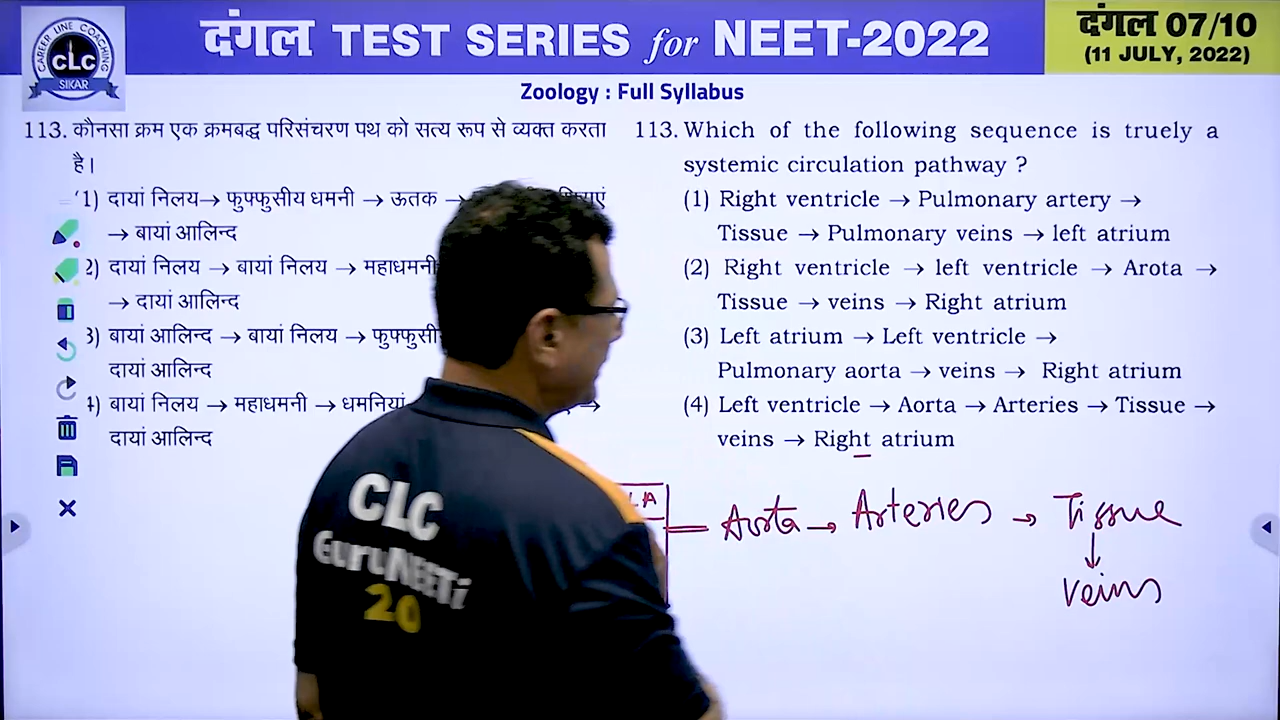 CAREER LINE COACHING
CLC
SIKAR
दंगल TEST SERIES for NEET-2022
दंगल 07/10
(11 JULY, 2022)
Zoology : Full Syllabus
113. कौनसा क्रम एक क्रमबद्ध परिसंचरण पथ को सत्य रूप से व्यक्त करता
है।
1) दायां निलय→ फुफ्फुसीय धमनी → ऊतक →
→ बायां आलिन्द
2) दायां निलय → बायां निलय → महाधमनी
→ दायां आलिन्द
3) बायां आलिन्द → बायां निलय →
दायां आलिन्द
4) बायां निलय → महाधमनी → धमनियां →
दायां आलिन्द
113. Which of the following sequence is truely a
systemic circulation pathway ?
(1) Right ventricle → Pulmonary artery →
Tissue → Pulmonary veins → left atrium
(2) Right ventricle → left ventricle → Arota →
Tissue → veins → Right atrium
(3) Left atrium → Left ventricle →
Pulmonary aorta → veins → Right atrium
(4) Left ventricle → Aorta → Arteries → Tissue →
veins → Right atrium
LA
Aorta → Arteries → Tissue
↓
veins
CLC
GuruNEETi
20